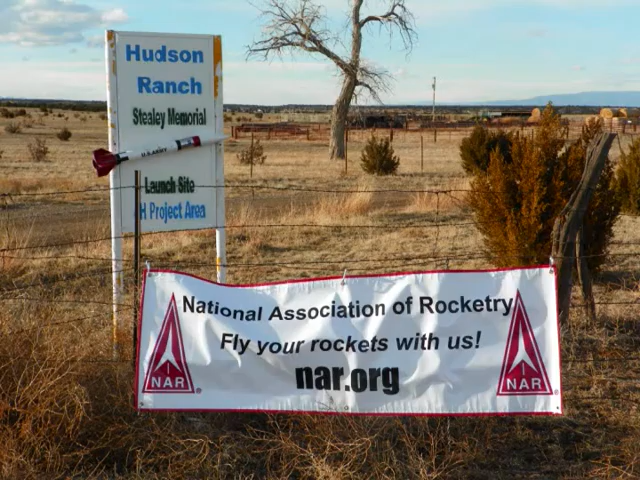 Hudson
Ranch
Stealey Memorial
Launch Site
H Project Area
National Association of Rocketry
Fly your rockets with us!
nar.org
NAR ®
NAR ®